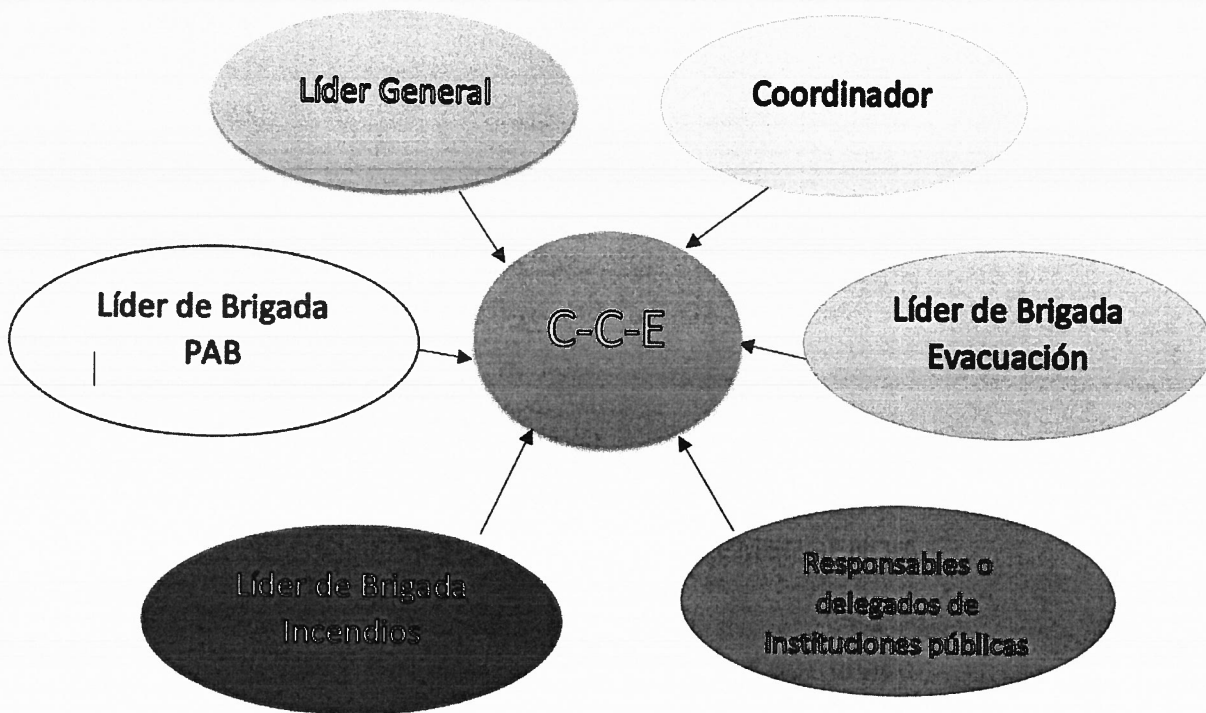 Líder General
Coordinador
Líder de Brigada
PAB
C-C-E
Líder de Brigada
Evacuación
Líder de Brigada
Incendios
Responsables o
delegados de
instituciones públicas